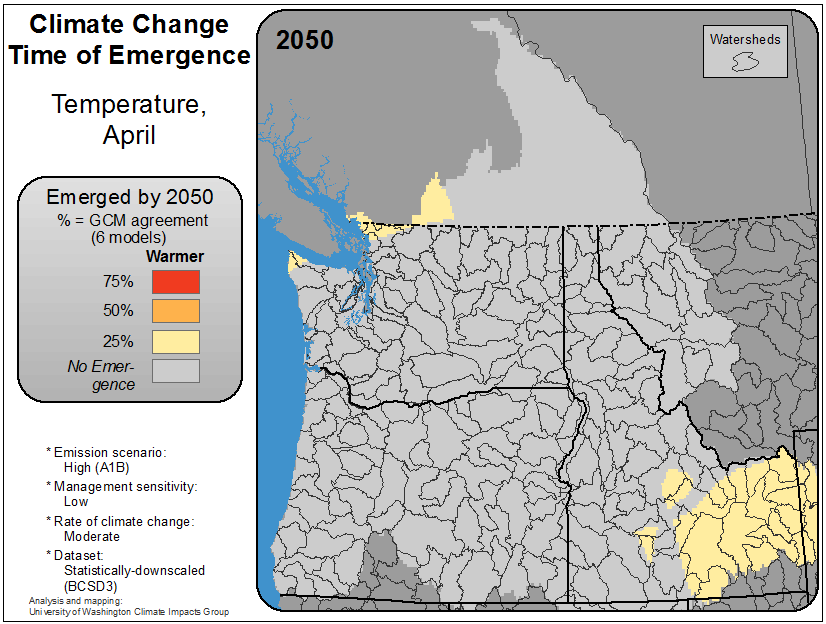 Climate Change
Time of Emergence
Temperature,
April
Emerged by 2050
% = GCM agreement
(6 models)
Warmer
75%
50%
25%
No Emer-
gence
* Emission scenario:
High (A1B)
* Management sensitivity:
Low
* Rate of climate change:
Moderate
* Dataset:
Statistically-downscaled
(BCSD3)
Analysis and mapping:
University of Washington Climate Impacts Group
2050
Watersheds